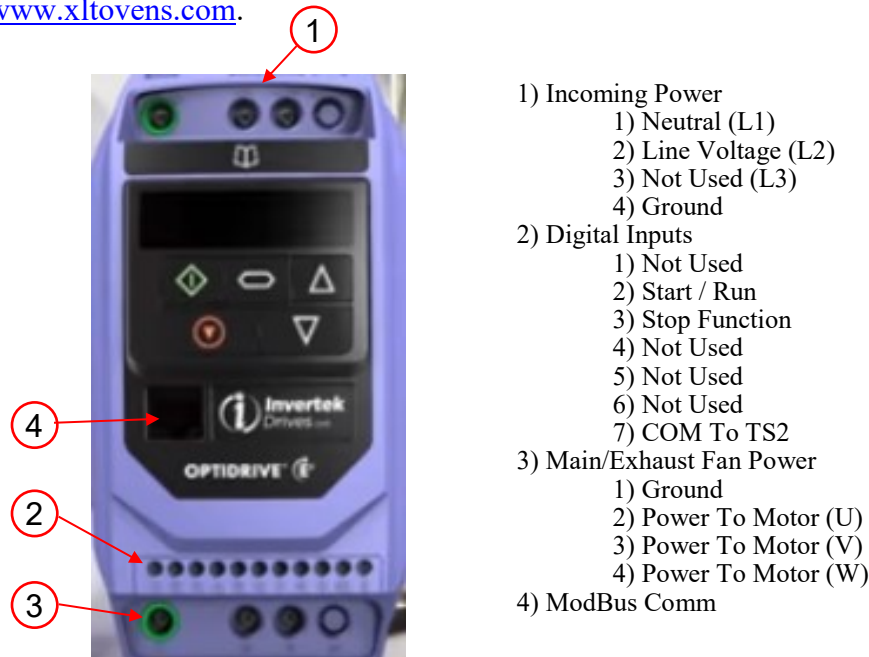 www.xltovens.com.
1
1) Incoming Power
1) Neutral (L1)
2) Line Voltage (L2)
3) Not Used (L3)
4) Ground
2) Digital Inputs
1) Not Used
2) Start / Run
3) Stop Function
4) Not Used
5) Not Used
6) Not Used
7) COM To TS2
3) Main/Exhaust Fan Power
1) Ground
2) Power To Motor (U)
3) Power To Motor (V)
4) Power To Motor (W)
4) ModBus Comm
4
Invertek
Drives.com
OPTIDRIVE E³
2
3